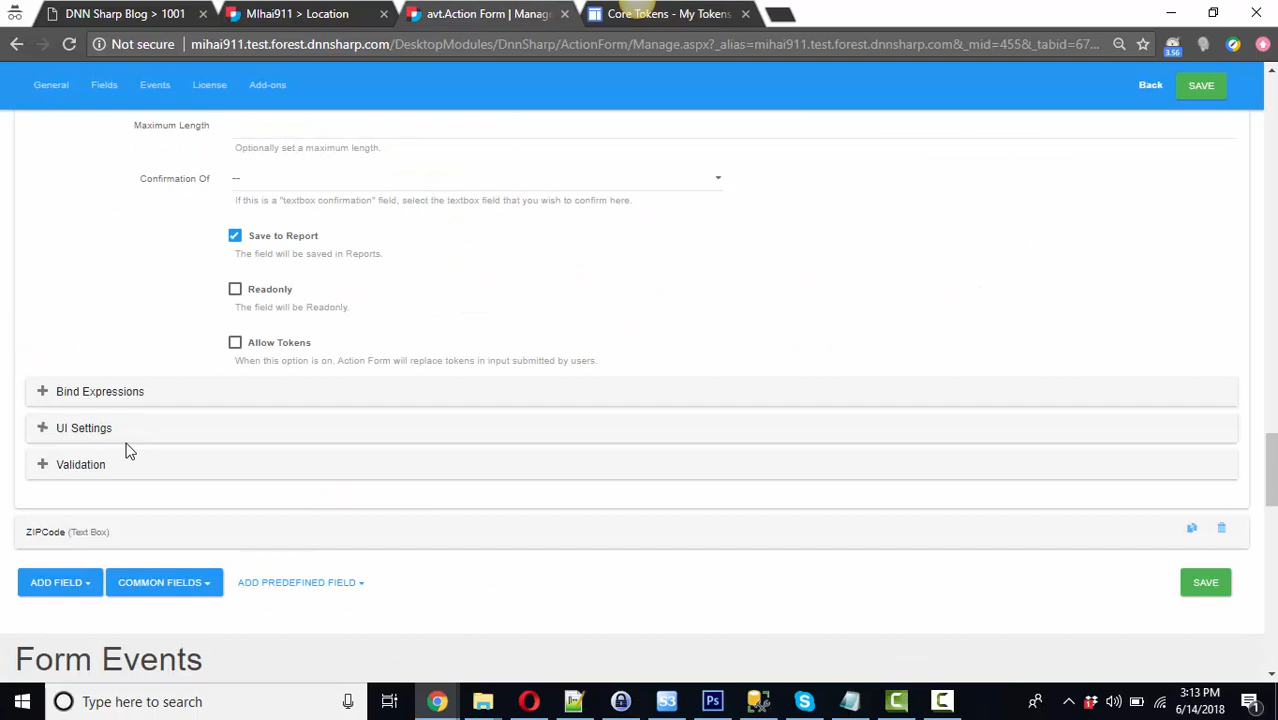 DNN Sharp Blog > 1001
MIhai911 > Location
avt.Action Form | Manage
Core Tokens - My Tokens
Not secure | mihai911.test.forest.dnnsharp.com/DesktopModules/DnnSharp/ActionForm/Manage.aspx?_alias=mihai911.test.forest.dnnsharp.com&_mid=455&_tabid=67...
3.56
General Fields Events License Add-ons Back SAVE
Maximum Length
Optionally set a maximum length.
Confirmation Of --
If this is a "textbox confirmation" field, select the textbox field that you wish to confirm here.
Save to Report
The field will be saved in Reports.
Readonly
The field will be Readonly.
Allow Tokens
When this option is on, Action Form will replace tokens in input submitted by users.
Bind Expressions
UI Settings
Validation
ZIPCode (Text Box)
ADD FIELD COMMON FIELDS ADD PREDEFINED FIELD SAVE
Form Events
Type here to search
3:13 PM
6/14/2018